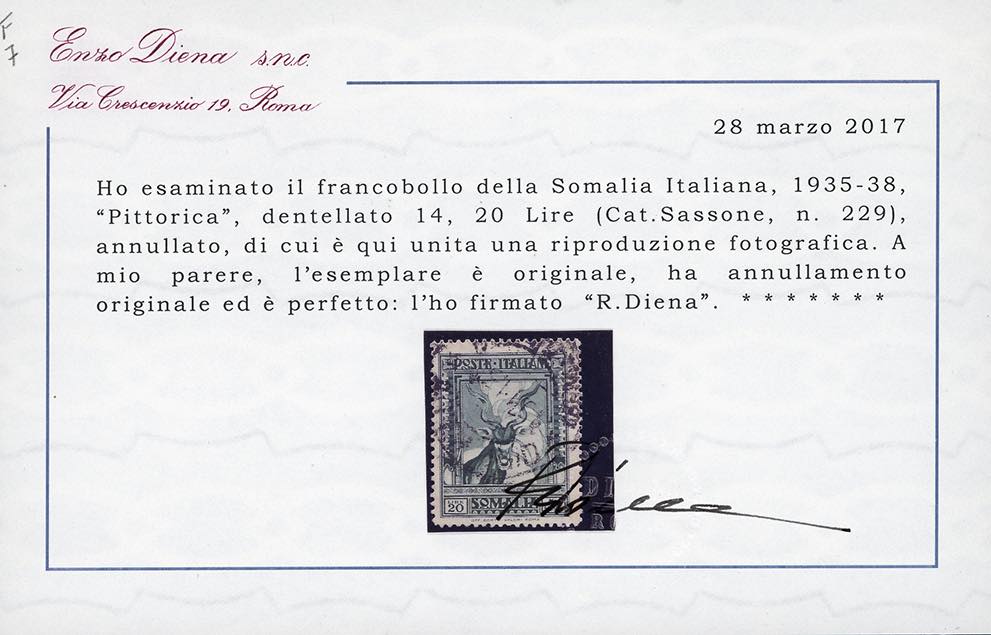 Enzo Diena s.n.c.
Via Crescenzio 19, Roma
28 marzo 2017
Ho esaminato il francobollo della Somalia Italiana, 1935-38,
“Pittorica”, dentellato 14, 20 Lire (Cat.Sassone, n. 229),
annullato, di cui è qui unita una riproduzione fotografica. A
mio parere, l’esemplare è originale, ha annullamento
originale ed è perfetto: l’ho firmato “R.Diena”. * * * * * * *
POSTE·ITALIANE
LIRE
20 SOMALIA